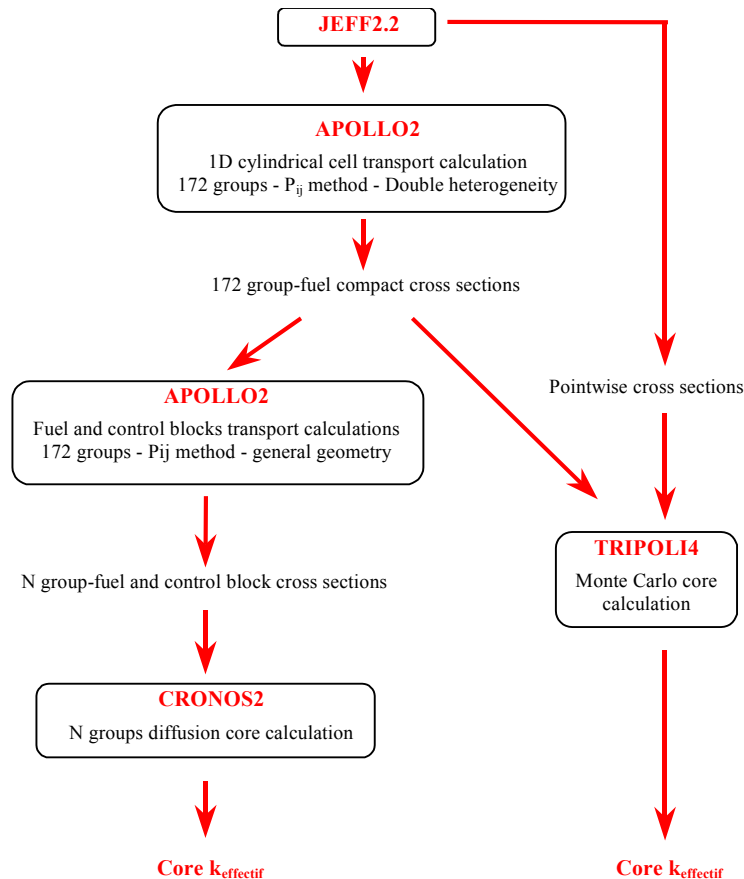 JEFF2.2
APOLLO2
1D cylindrical cell transport calculation
172 groups - Pij method - Double heterogeneity
172 group-fuel compact cross sections
APOLLO2
Fuel and control blocks transport calculations
172 groups - Pij method - general geometry
Pointwise cross sections
N group-fuel and control block cross sections
TRIPOLI4
Monte Carlo core
calculation
CRONOS2
N groups diffusion core calculation
Core keffectif
Core keffectif